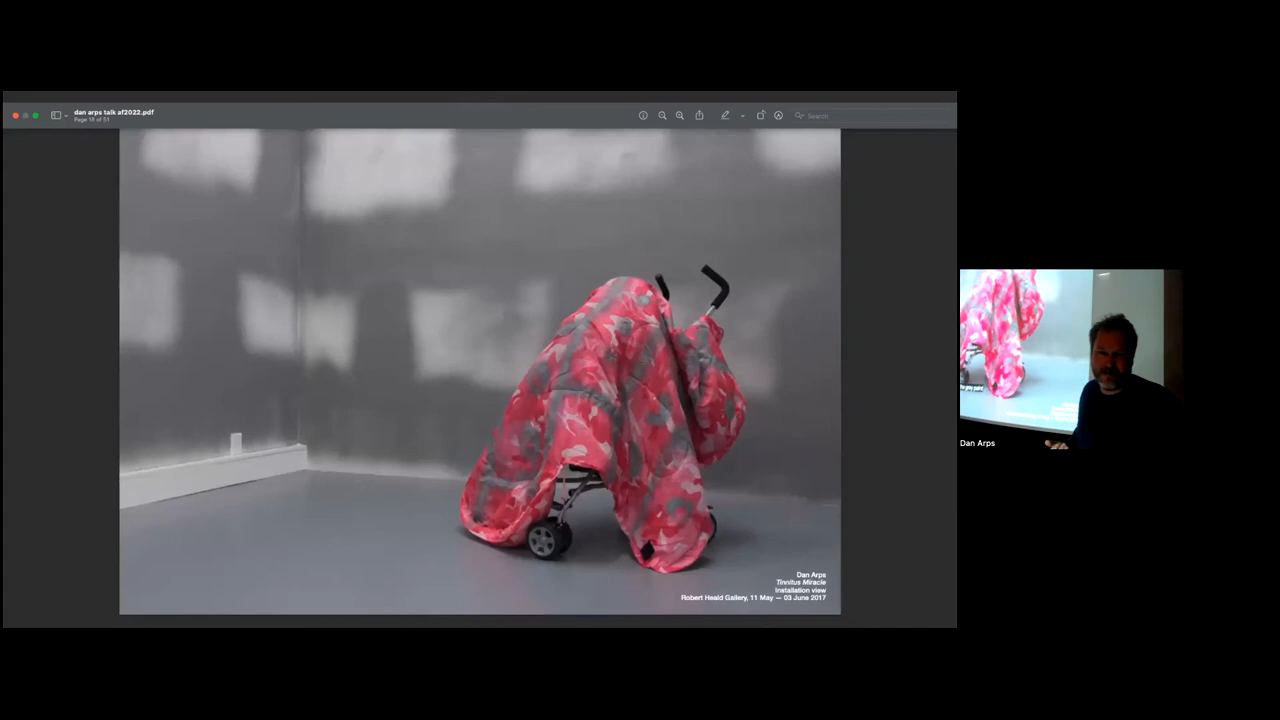 dan arps talk af2022.pdf
Page 18 of 51
Search
Dan Arps
Tinnitus Miracle
Installation view
Robert Heald Gallery, 11 May — 03 June 2017
Dan Arps